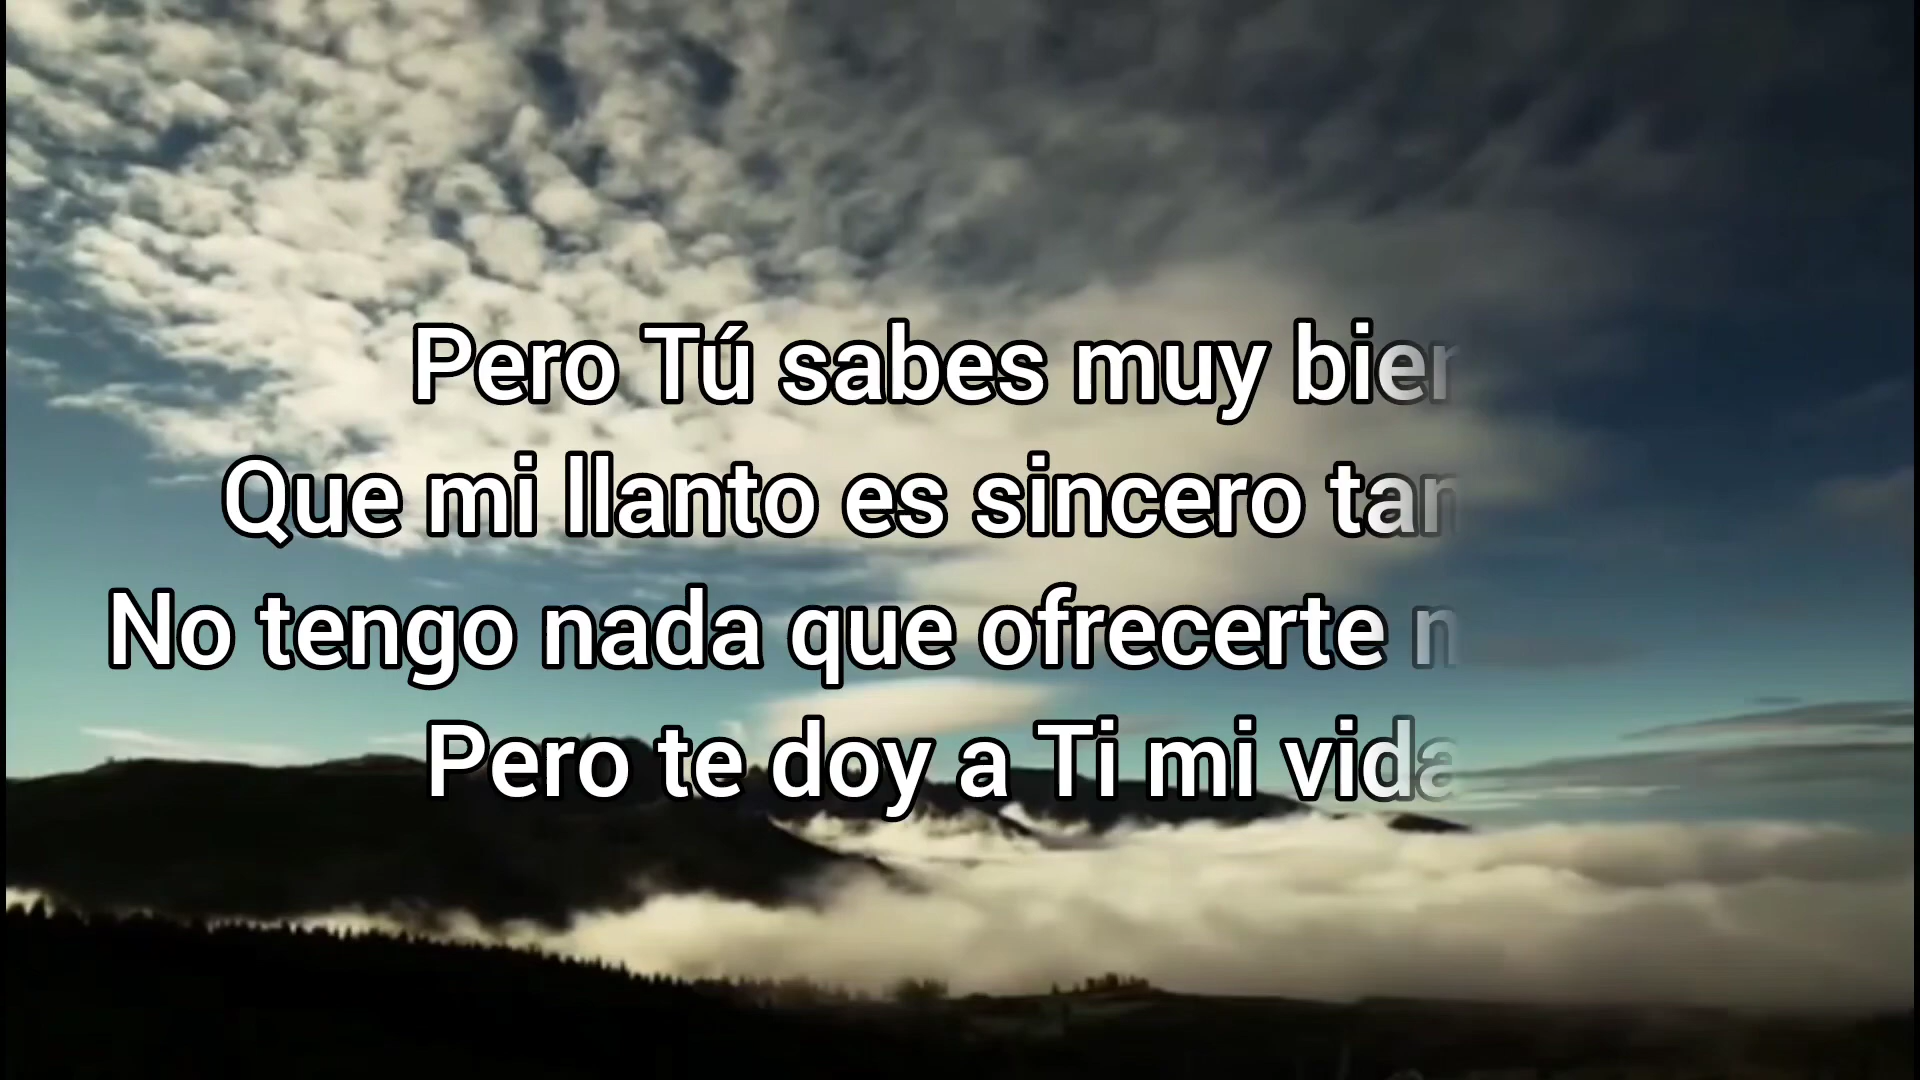 Pero Tú sabes muy bien
Que mi llanto es sincero
No tengo nada que ofrecerte
Pero te doy a Ti mi vida